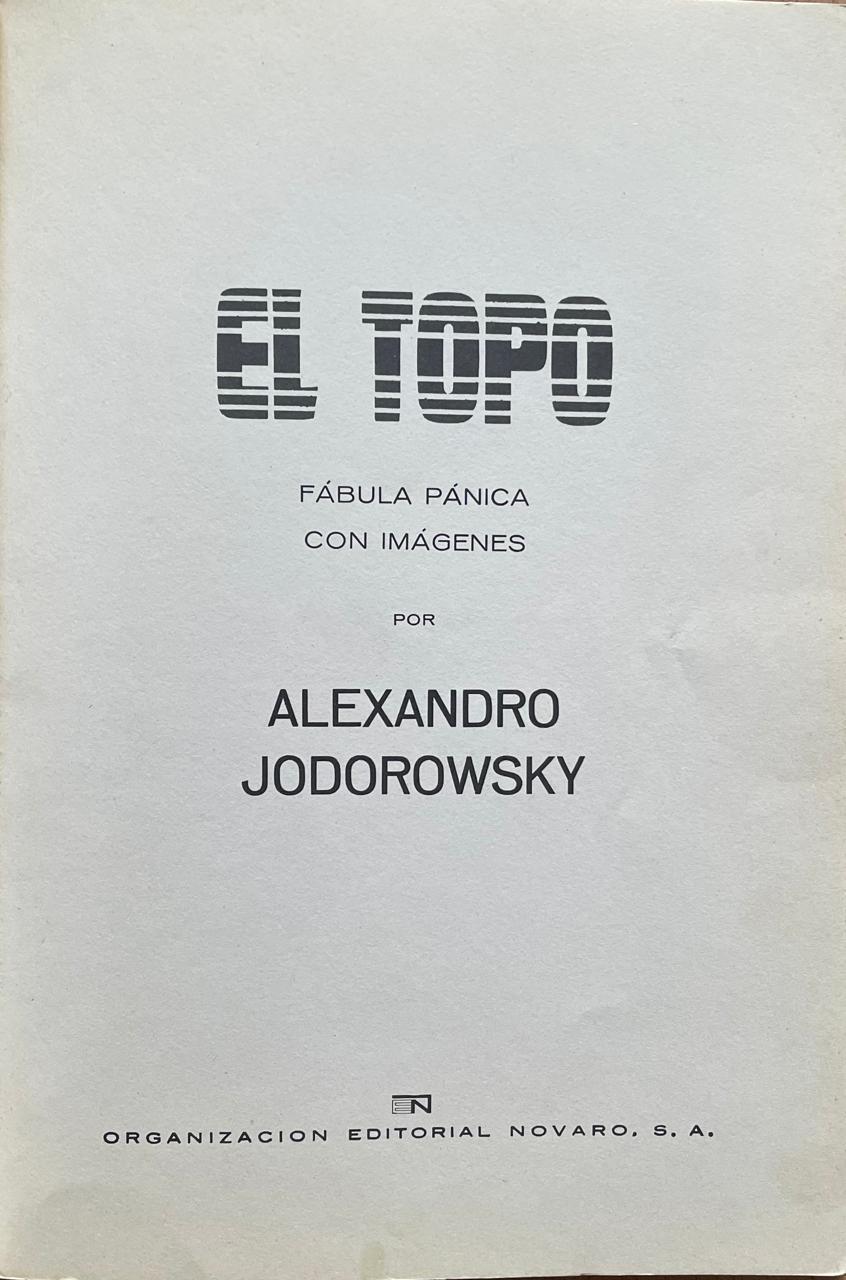 EL TOPO
FÁBULA PÁNICA
CON IMÁGENES
POR
ALEXANDRO
JODOROWSKY
EN
ORGANIZACION EDITORIAL NOVARO, S. A.